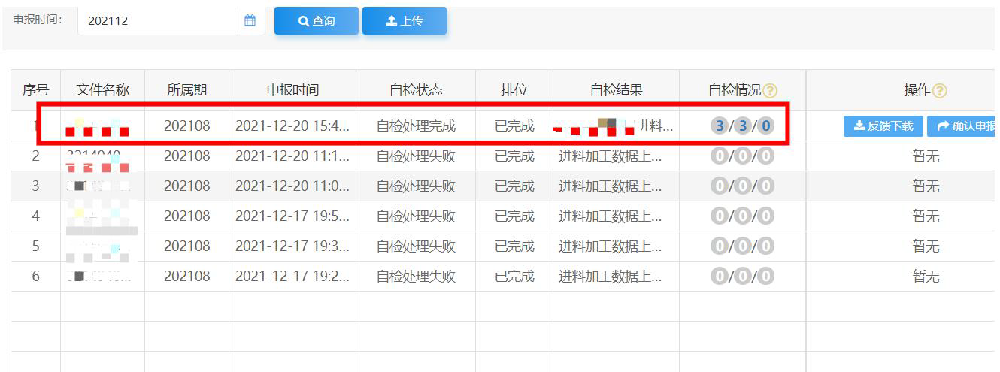 申报时间： 202112 查询 上传
序号 文件名称 所属期 申报时间 自检状态 排位 自检结果 自检情况? 操作?
1 202108 2021-12-20 15:4... 自检处理完成 已完成 进料... 3/3/0 反馈下载 确认申报
2 202108 2021-12-20 11:1... 自检处理失败 已完成 进料加工数据上... 0/0/0 暂无
3 202108 2021-12-20 11:0... 自检处理失败 已完成 进料加工数据上... 0/0/0 暂无
4 202108 2021-12-17 19:5... 自检处理失败 已完成 进料加工数据上... 0/0/0 暂无
5 202108 2021-12-17 19:3... 自检处理失败 已完成 进料加工数据上... 0/0/0 暂无
6 202108 2021-12-17 19:2... 自检处理失败 已完成 进料加工数据上... 0/0/0 暂无